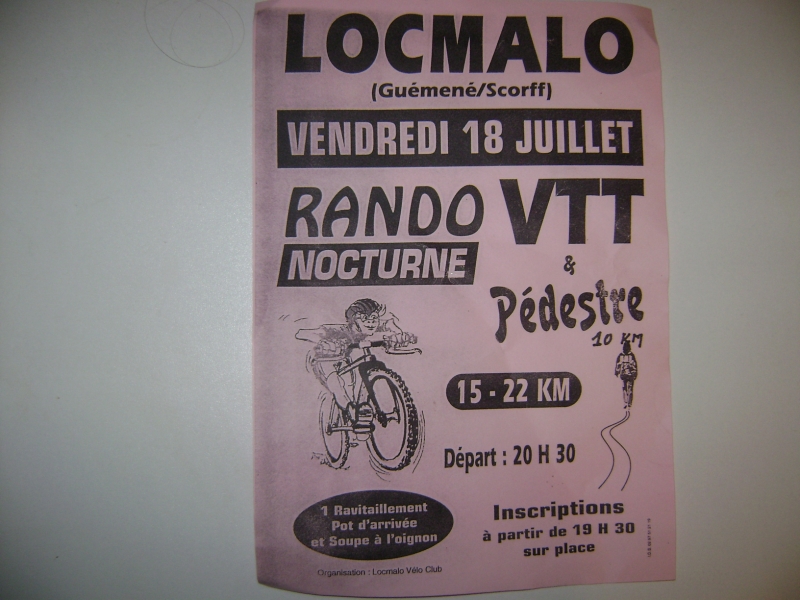 LOCMALO
(Guémené/Scorff)
VENDREDI 18 JUILLET
RANDO VTT
NOCTURNE
&
Pédestre
10 KM
15 - 22 KM
Départ : 20 H 30
1 Ravitaillement
Pot d'arrivée
et Soupe à l'oignon
Inscriptions
à partir de 19 H 30
sur place
Organisation : Locmalo Vélo Club